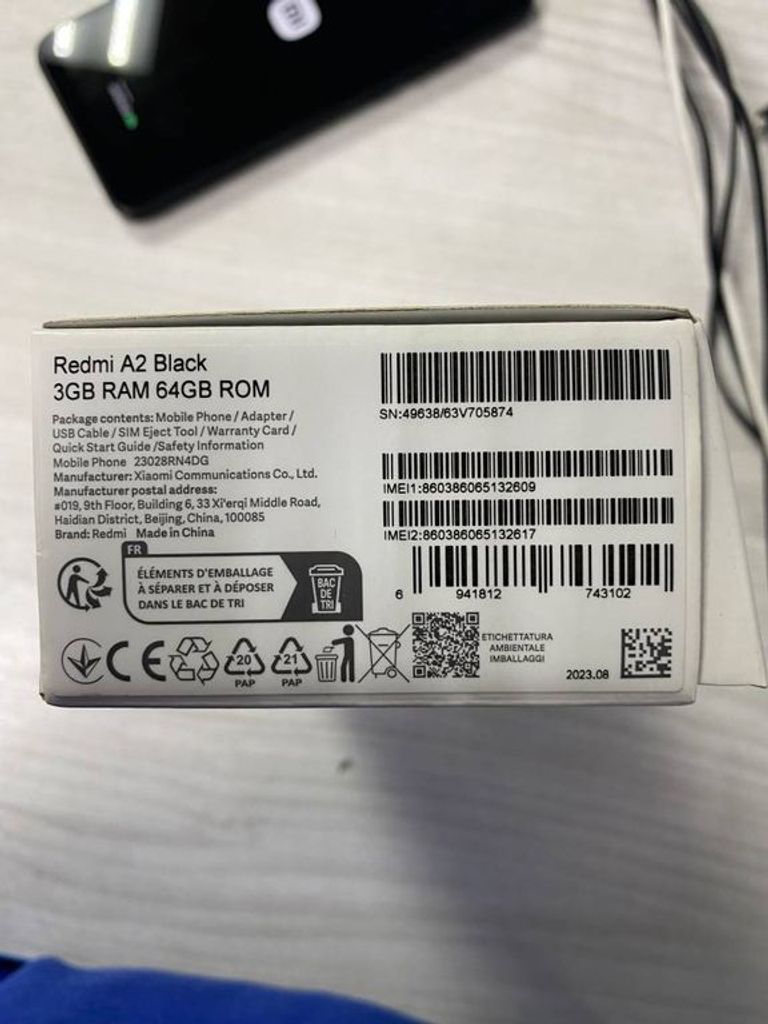 Redmi A2 Black
3GB RAM 64GB ROM
Package contents: Mobile Phone / Adapter /
USB Cable / SIM Eject Tool / Warranty Card /
Quick Start Guide /Safety Information
Mobile Phone 23028RN4DG
Manufacturer: Xiaomi Communications Co., Ltd.
Manufacturer postal address:
#019, 9th Floor, Building 6, 33 Xi'erqi Middle Road,
Haidian District, Beijing, China, 100085
Brand: Redmi Made in China
SN:49638/63V705874
IMEI1:860386065132609
IMEI2:860386065132617
6 941812 743102
FR
ÉLÉMENTS D'EMBALLAGE
À SÉPARER ET À DÉPOSER
DANS LE BAC DE TRI
BAC
DE
TRI
CE
20
PAP
21
PAP
ETICHETTATURA
AMBIENTALE
IMBALLAGGI
2023.08